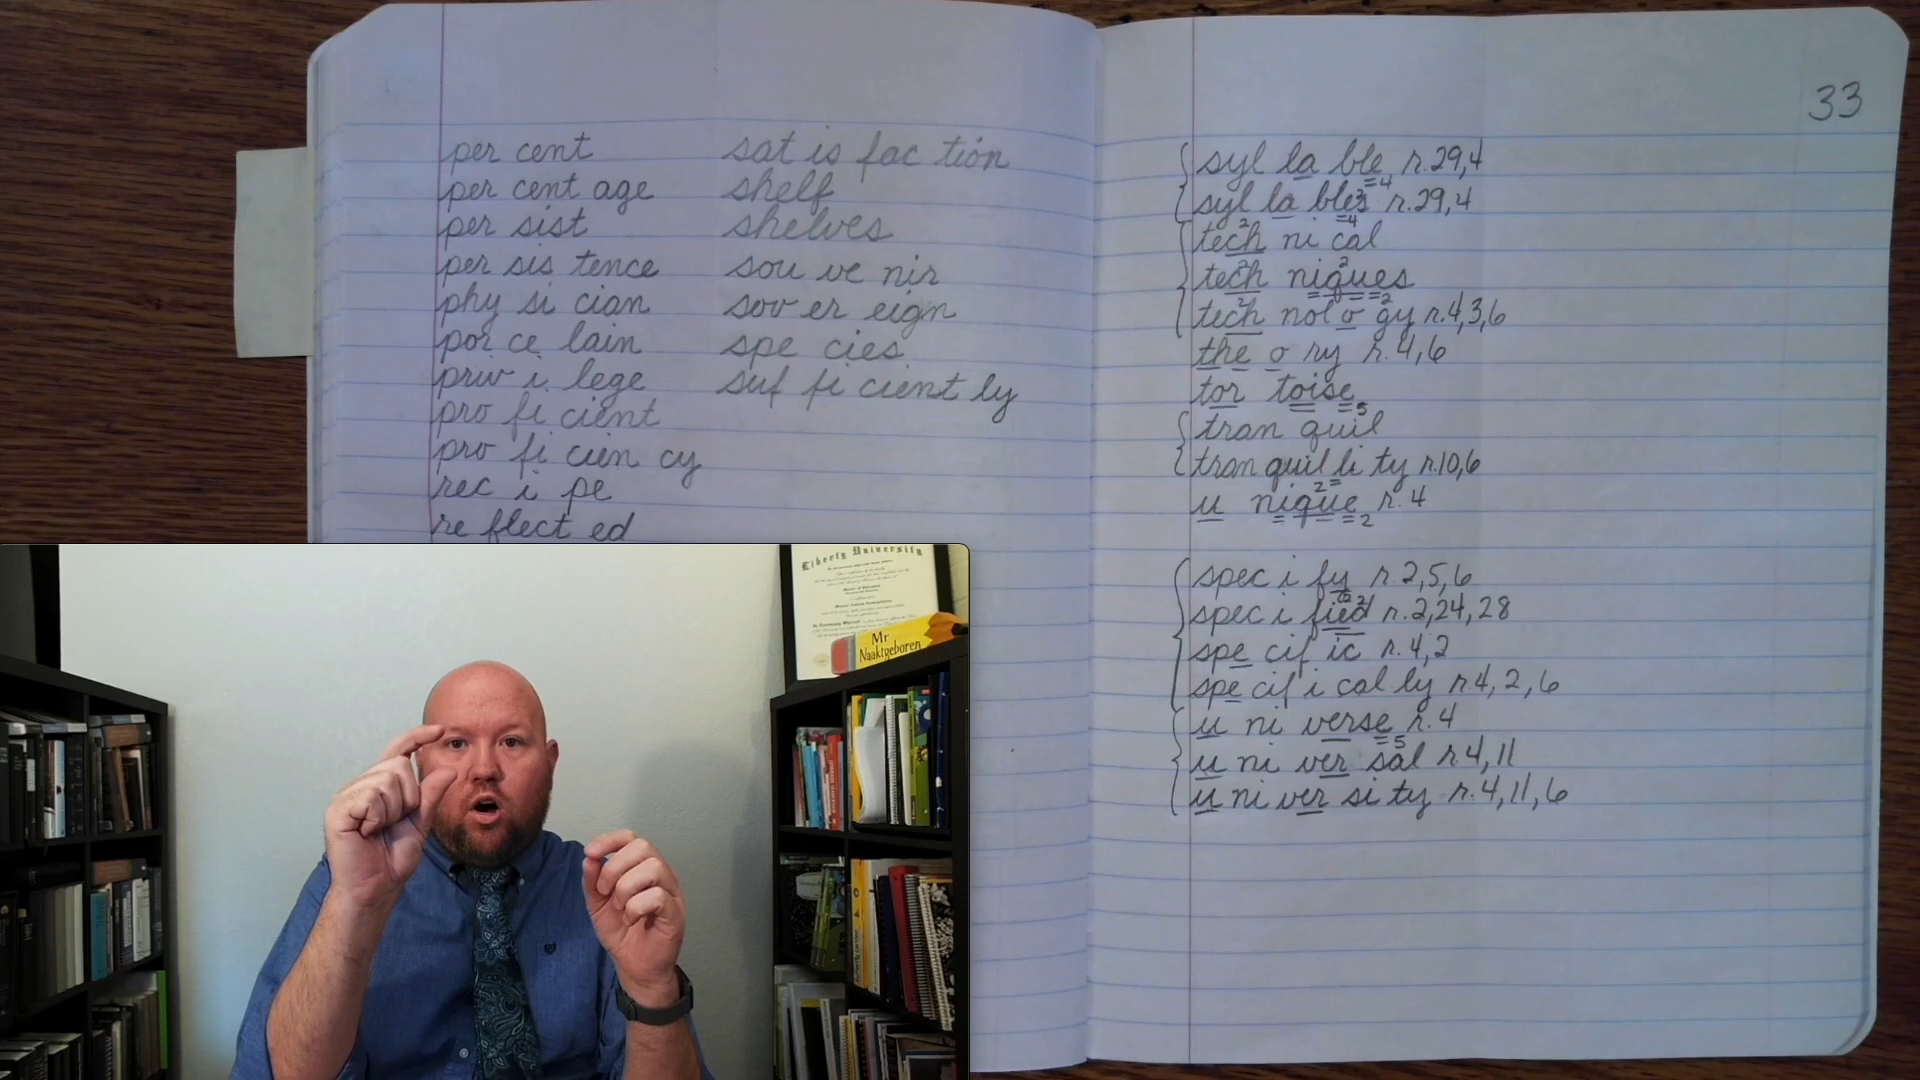 33
per cent
per cent age
per sist
per sis tence
phy si cian
por ce lain
priv i lege
pro fi cient
pro fi cien cy
rec i pe
re flect ed
sat is fac tion
shelf
shelves
sou ve nir
sov er eign
spe cies
suf fi cient ly
syl la ble r. 29,4
syl la bles r. 29,4
tech ni cal
tech niques
tech nol o gy r. 4,3,6
the o ry r. 4,6
tor toise
tran quil
tran quil li ty r. 10,6
u nique r. 4
spec i fy r. 2,5,6
spec i fied r. 2,24,28
spe cif ic r. 4,2
spe cif i cal ly r. 4, 2, 6
u ni verse r. 4
u ni ver sal r. 4, 11
u ni ver si ty r. 4, 11, 6
Liberty University
Mr
Naaktgeboren